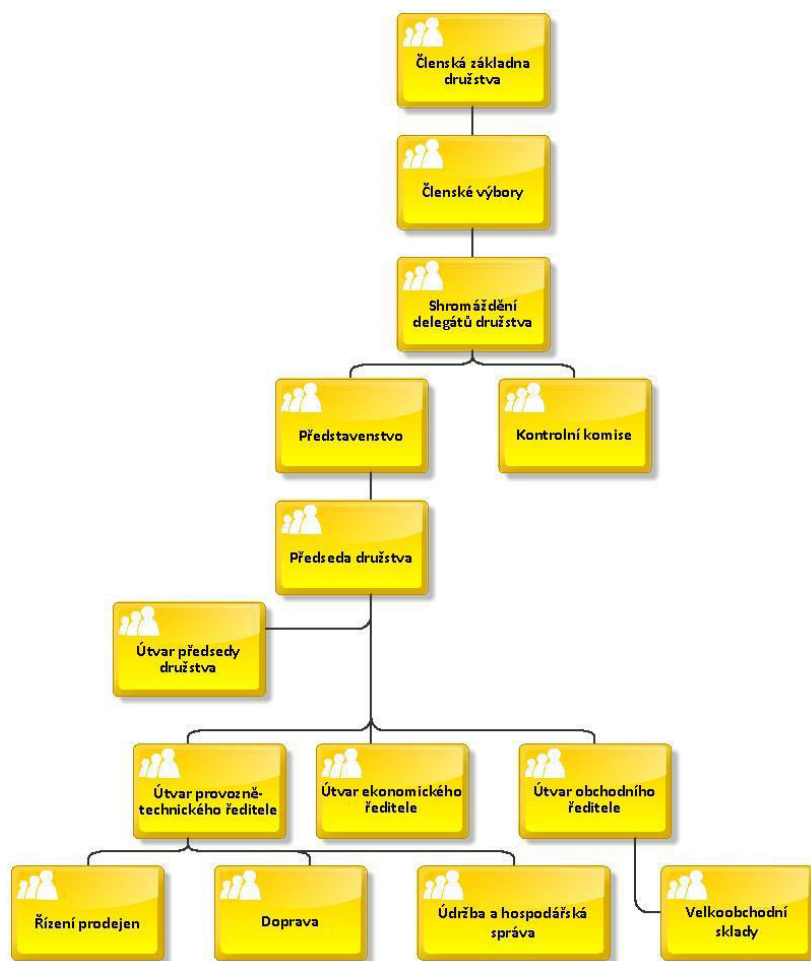 Členská základna
družstva
Členské výbory
Shromáždění
delegátů družstva
Představenstvo
Kontrolní komise
Předseda družstva
Útvar předsedy
družstva
Útvar provozně-
technického ředitele
Útvar ekonomického
ředitele
Útvar obchodního
ředitele
Řízení prodejen
Doprava
Údržba a hospodářská
správa
Velkoobchodní
sklady